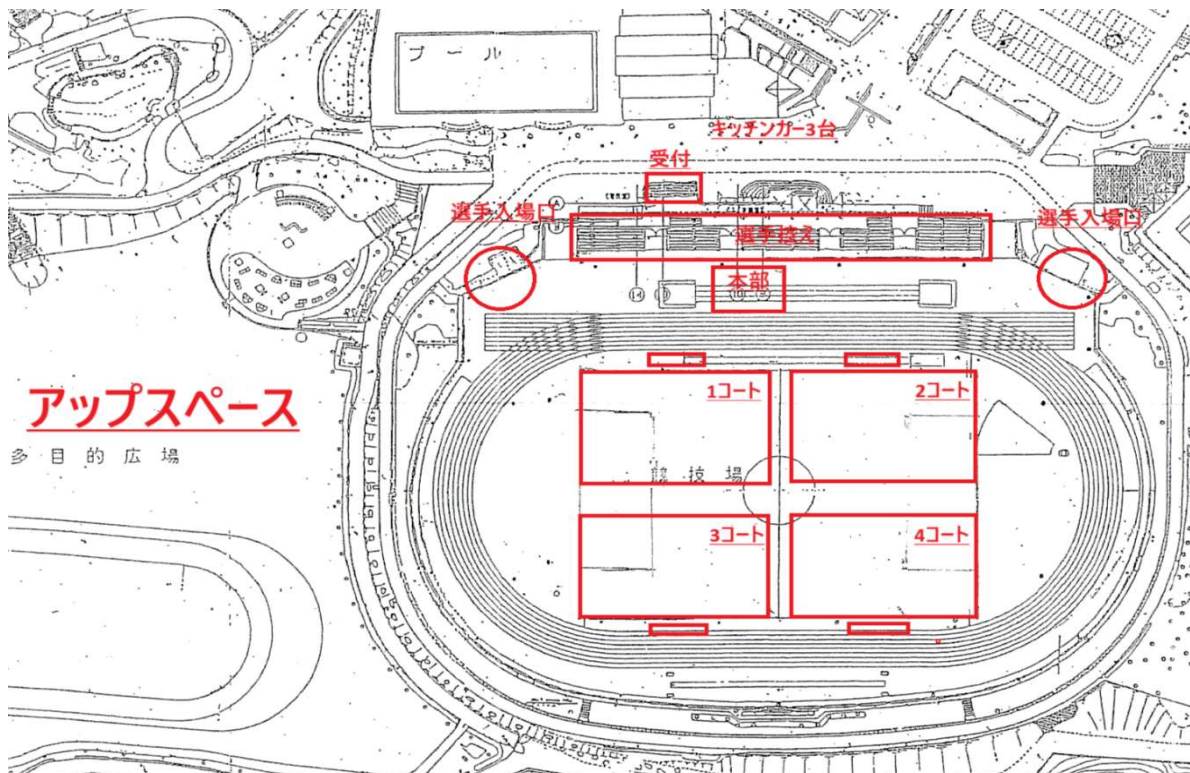 プール
キッチンカー3台
受付
選手入場口
選手控え
選手入場口
本部
1コート
2コート
アップスペース
多目的広場
競技場
3コート
4コート